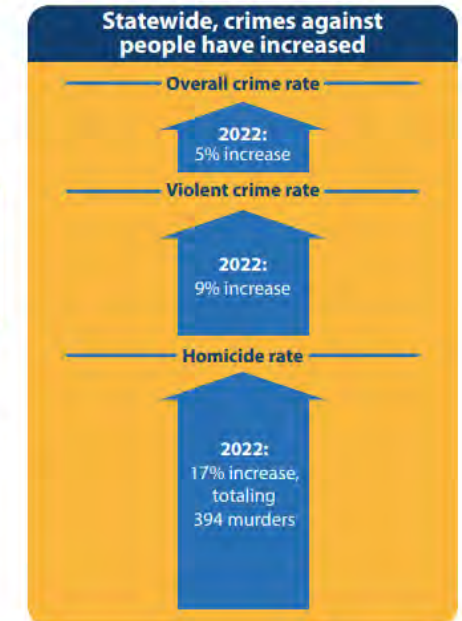 Statewide, crimes against
people have increased
Overall crime rate
2022:
5% increase
Violent crime rate
2022:
9% increase
Homicide rate
2022:
17% increase,
totaling
394 murders